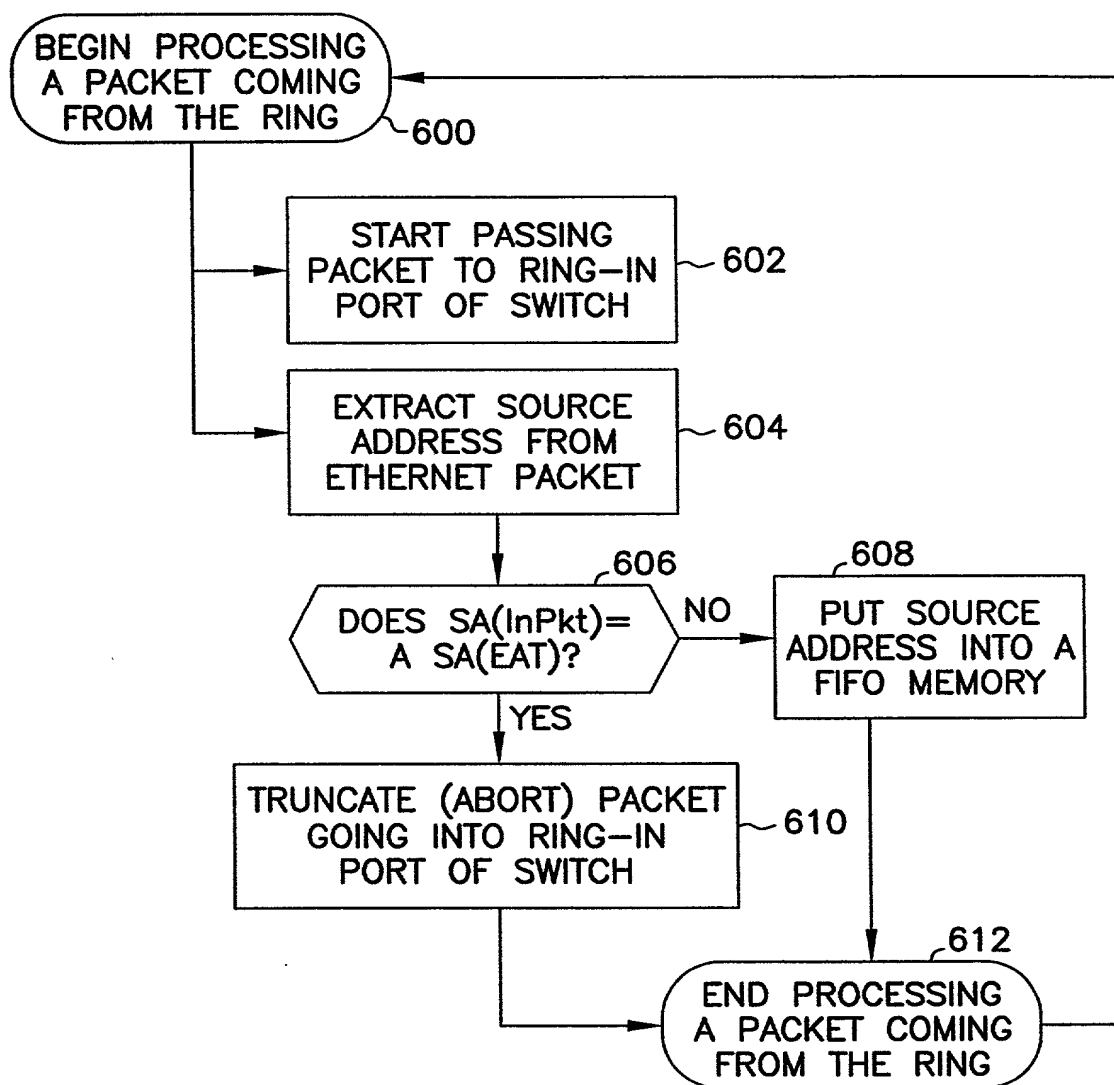 BEGIN PROCESSING
A PACKET COMING
FROM THE RING
600
START PASSING
PACKET TO RING-IN
PORT OF SWITCH
602
EXTRACT SOURCE
ADDRESS FROM
ETHERNET PACKET
604
606
DOES SA(InPkt)=
A SA(EAT)?
NO
608
PUT SOURCE
ADDRESS INTO A
FIFO MEMORY
YES
TRUNCATE (ABORT) PACKET
GOING INTO RING-IN
PORT OF SWITCH
610
612
END PROCESSING
A PACKET COMING
FROM THE RING